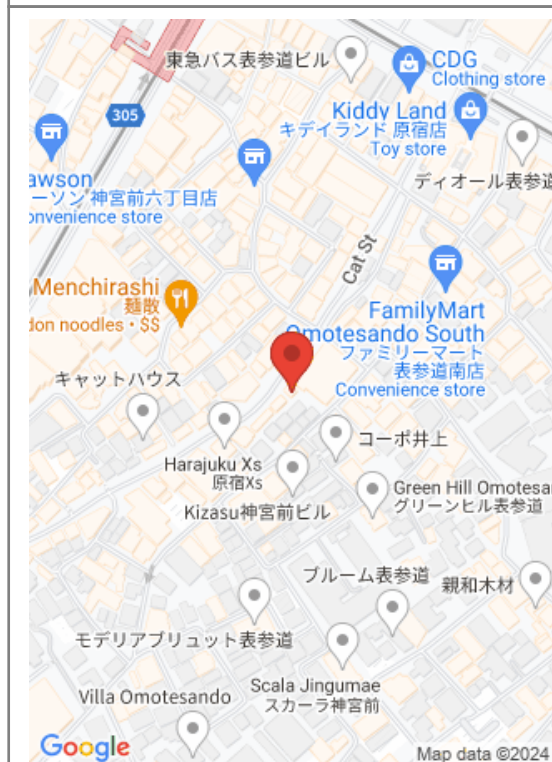 東急バス表参道ビル
CDG
Clothing store
305
Kiddy Land
キデイランド 原宿店
Toy store
awson
ーソン 神宮前六丁目店
onvenience store
ディオール表参道
Cat St
Menchirashi
麺散
don noodles・$$
FamilyMart
Omotesando South
ファミリーマート
表参道南店
Convenience store
キャットハウス
コーポ井上
Harajuku Xs
原宿Xs
Kizasu神宮前ビル
Green Hill Omotesan
グリーンヒル表参道
ブルーム表参道
親和木材
モデリアブリュット表参道
Scala Jingumae
スカーラ神宮前
Villa Omotesando
Google
Map data ©2024